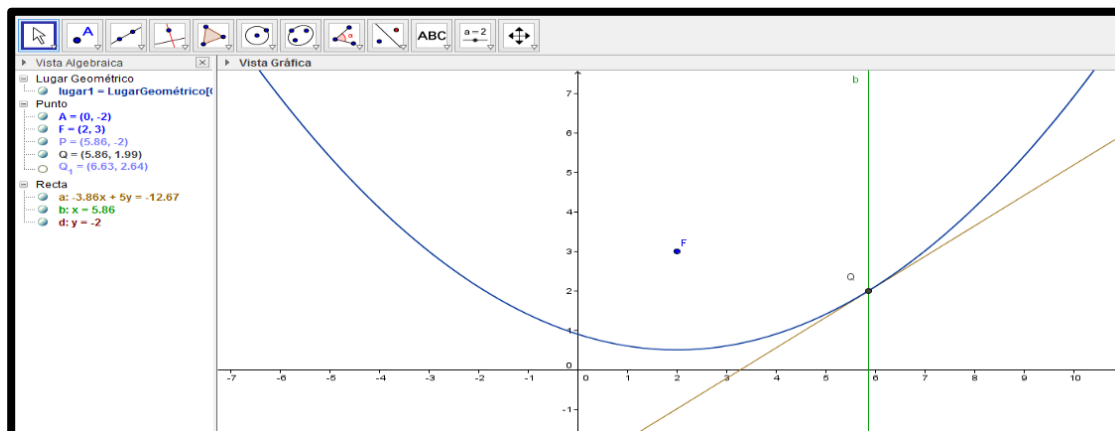 A
α
ABC
a=2
Vista Algebraica
Vista Gráfica
Lugar Geométrico
lugar1 = LugarGeométrico[
Punto
A = (0, -2)
F = (2, 3)
P = (5.86, -2)
Q = (5.86, 1.99)
Q1 = (6.63, 2.64)
Recta
a: -3.86x + 5y = -12.67
b: x = 5.86
d: y = -2
b
7
6
5
4
3
F
Q
2
1
0
-7 -6 -5 -4 -3 -2 -1 0 1 2 3 4 5 6 7 8 9 10
-1